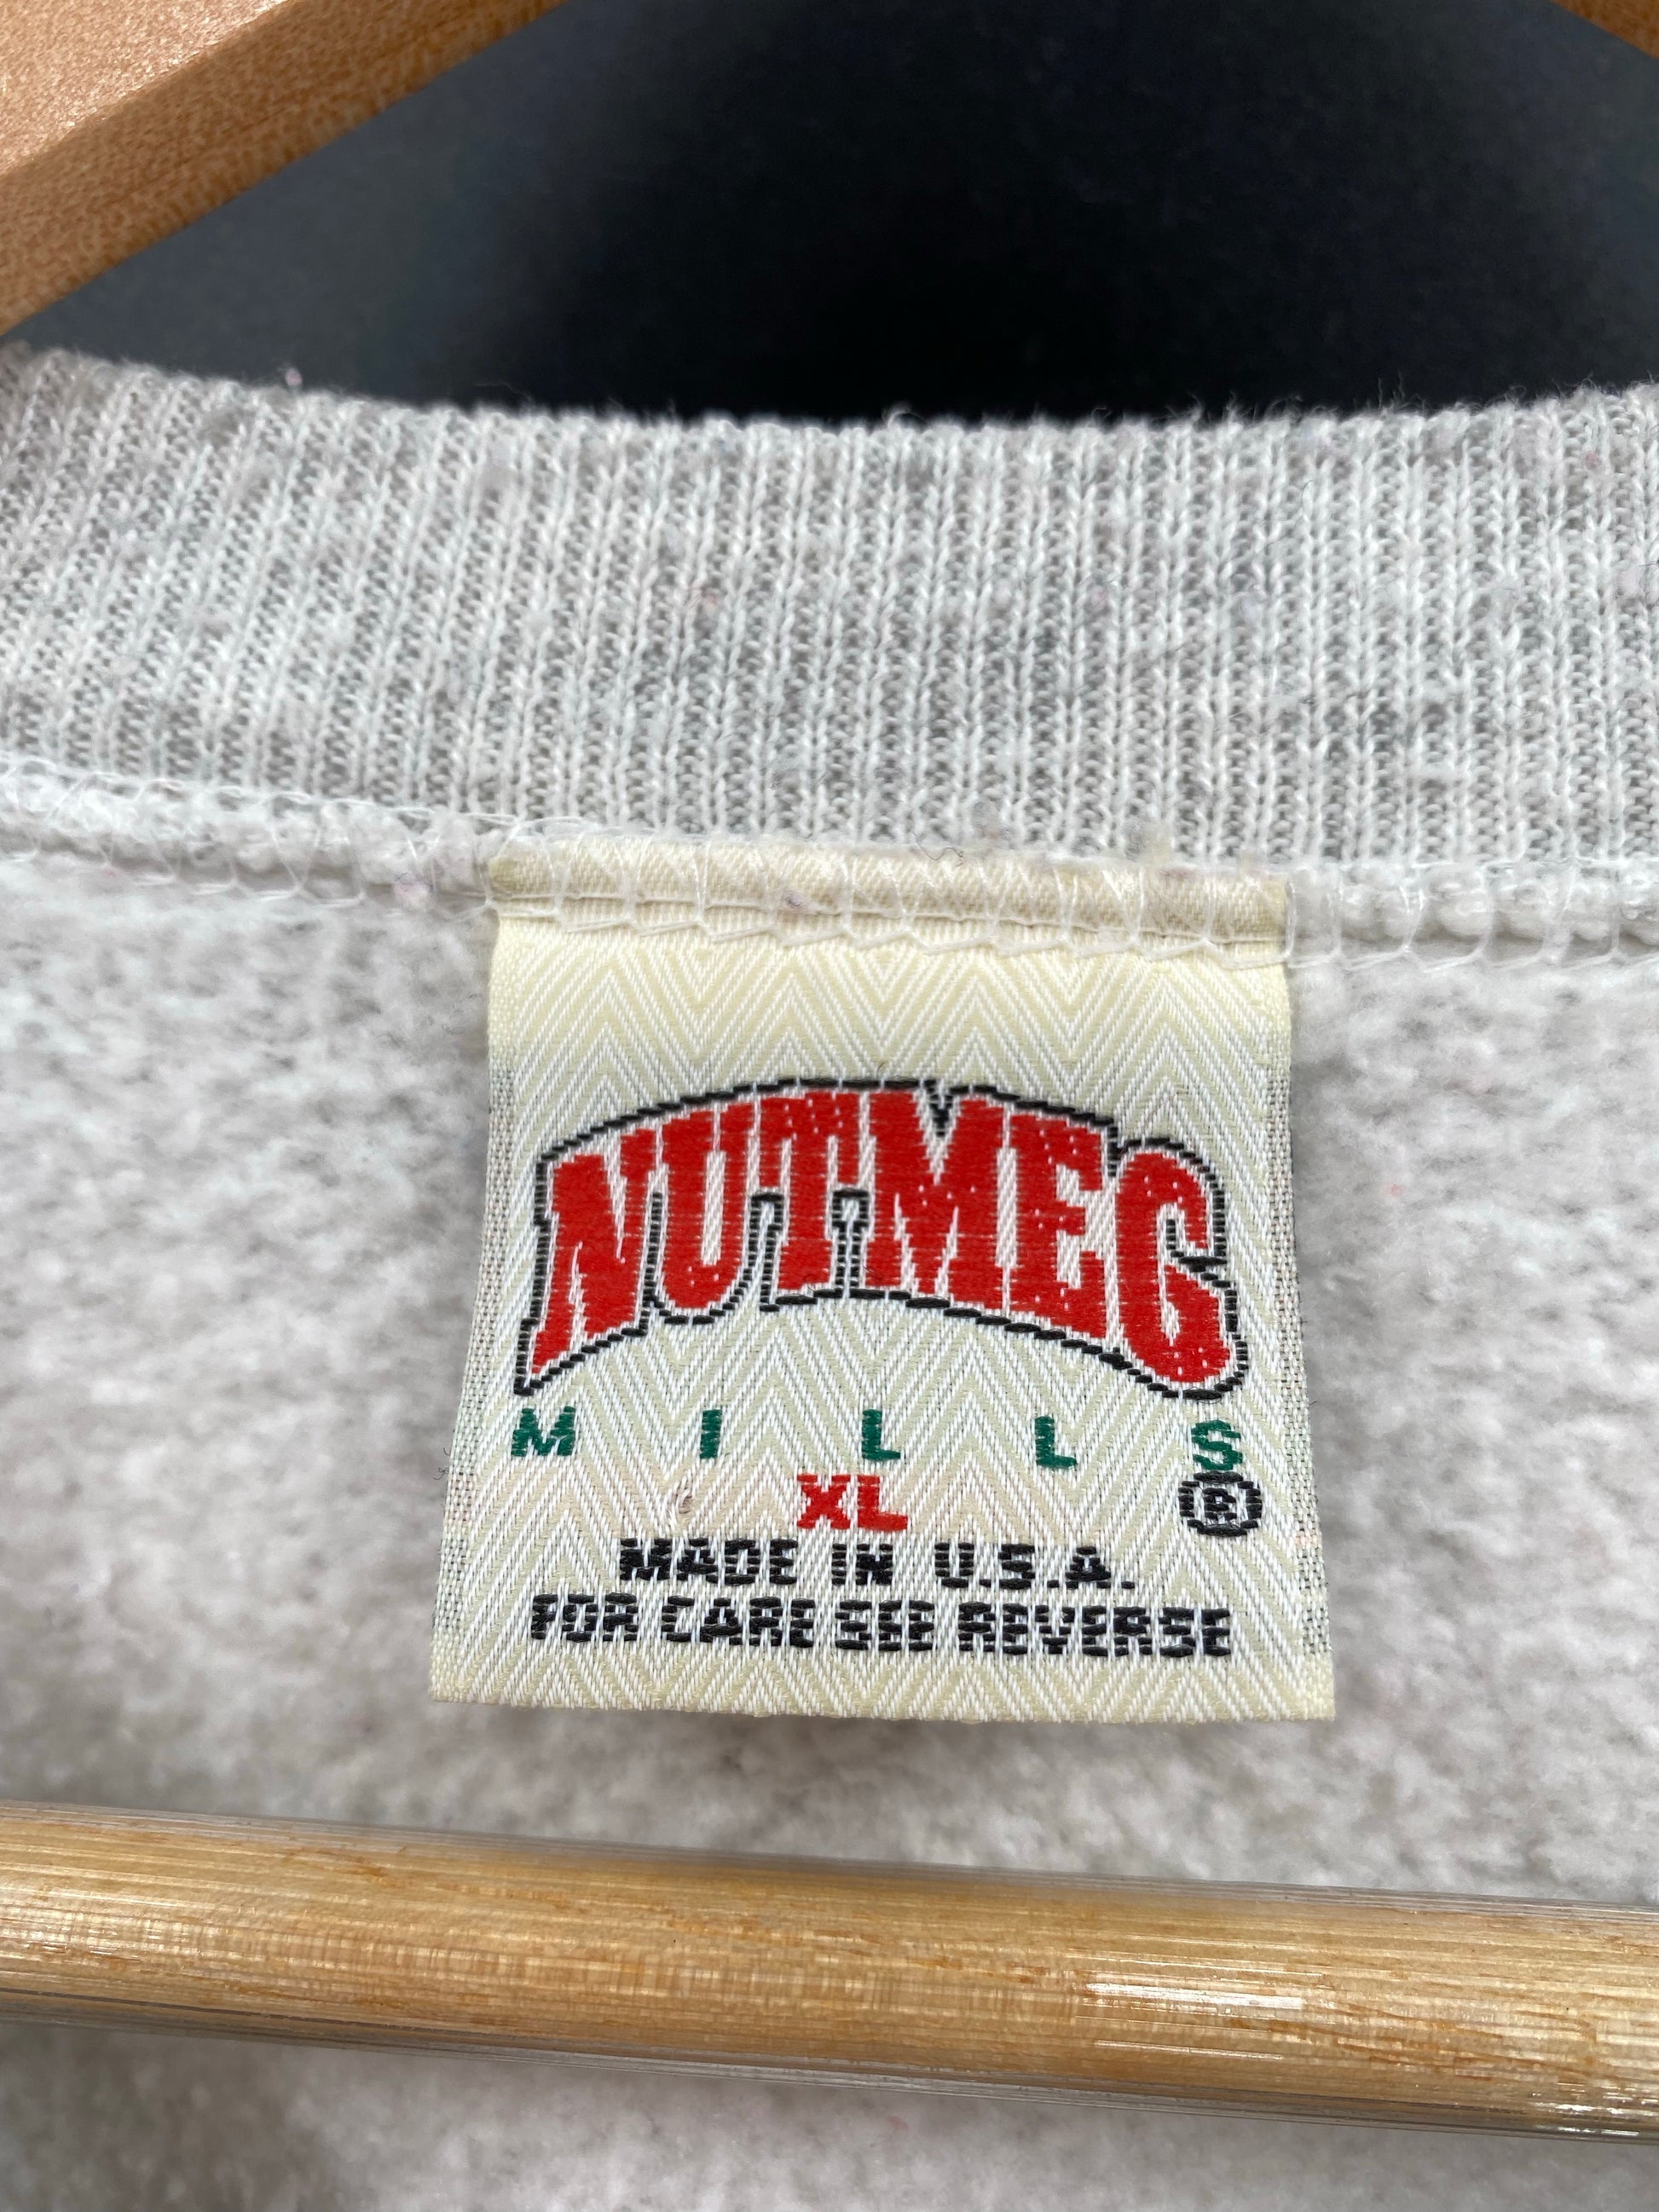 NUTMEG
MILLS
XL ®
MADE IN U.S.A.
FOR CARE SEE REVERSE